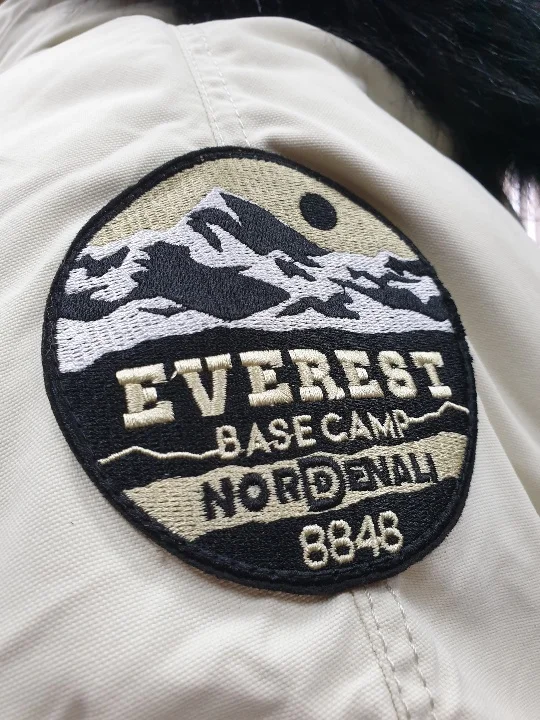 EVEREST
BASE CAMP
NORDENALI
8848